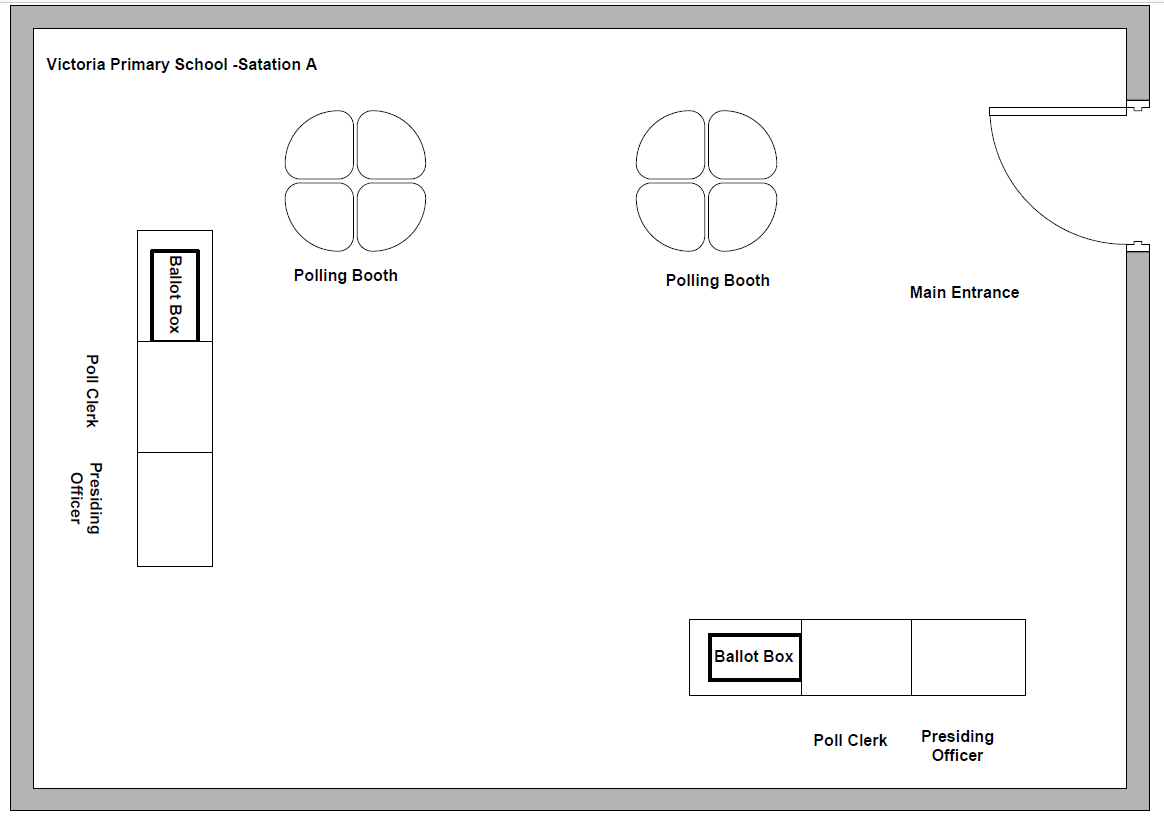 Victoria Primary School -Satation A
Polling Booth
Polling Booth
Main Entrance
Ballot Box
Poll Clerk
Presiding
Officer
Ballot Box
Poll Clerk
Presiding
Officer